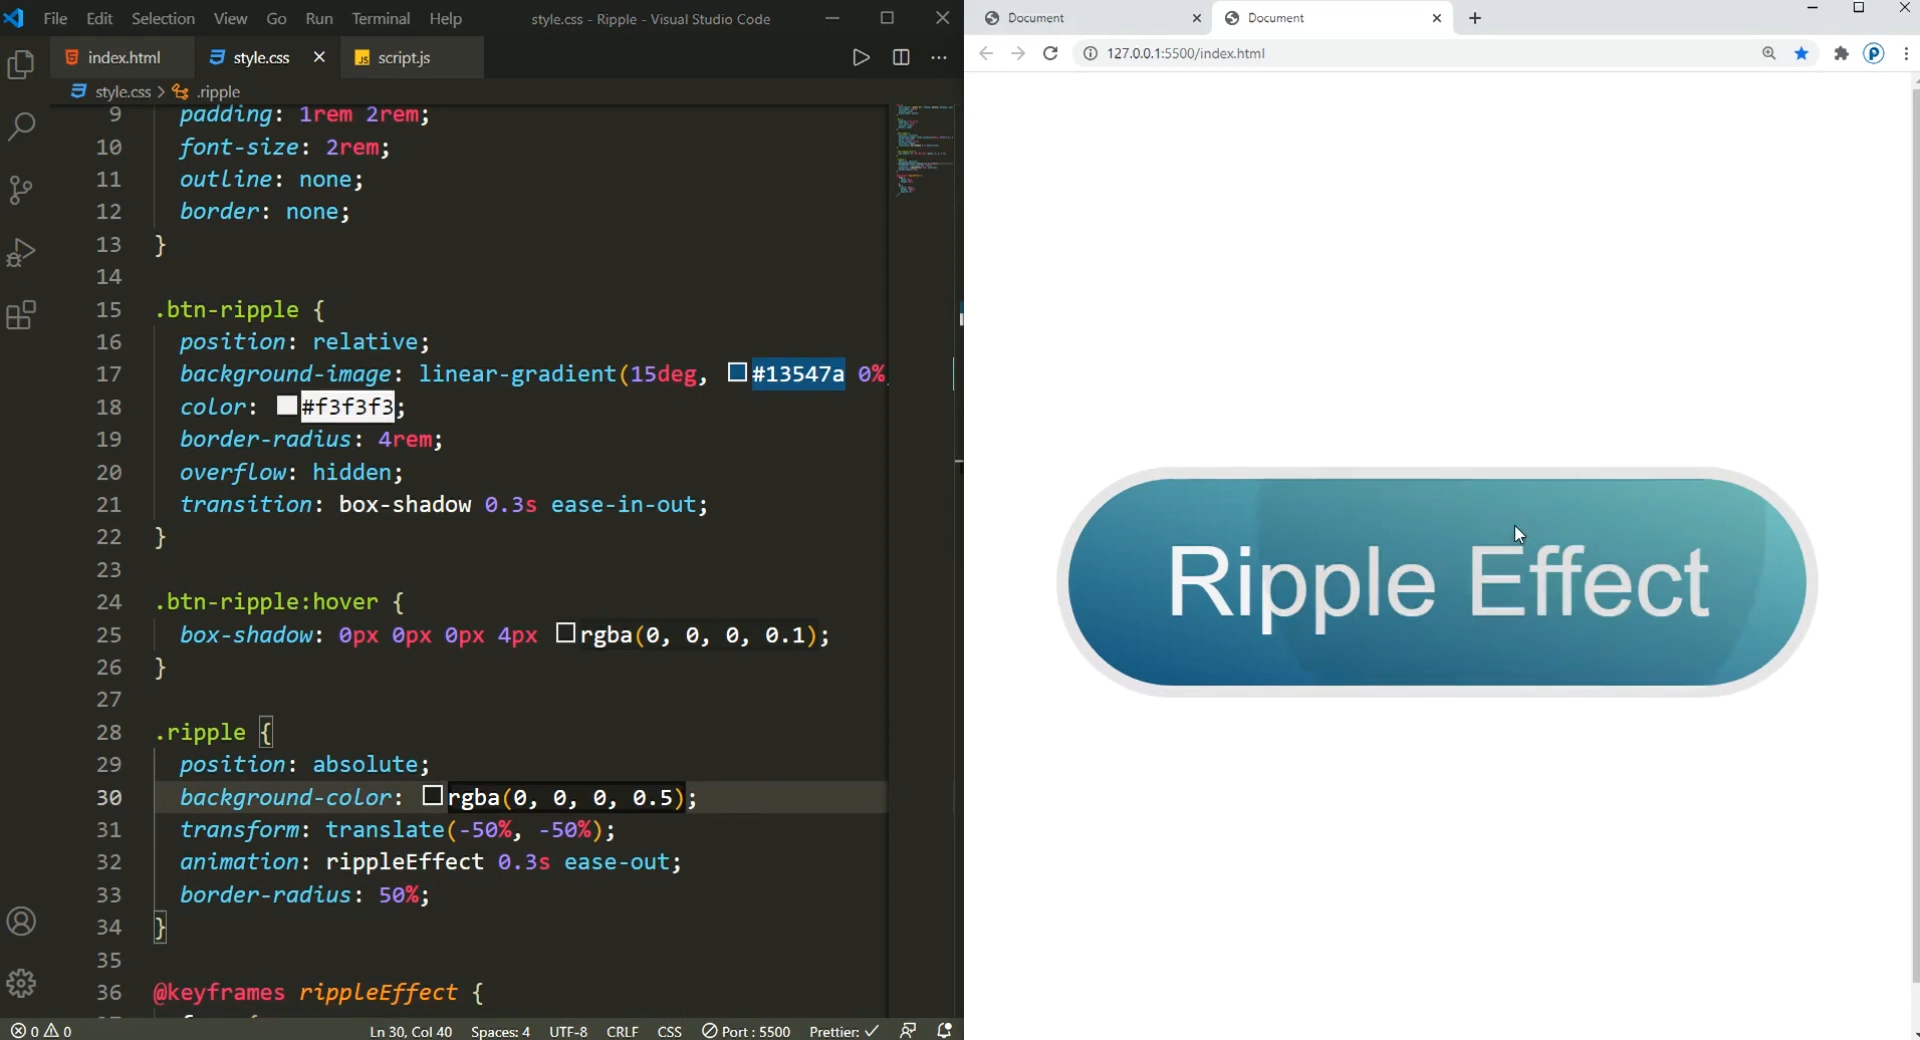 File Edit Selection View Go Run Terminal Help
style.css - Ripple - Visual Studio Code
index.html style.css script.js
style.css > .ripple
9 padding: 1rem 2rem;
10 font-size: 2rem;
11 outline: none;
12 border: none;
13 }
14
15 .btn-ripple {
16 position: relative;
17 background-image: linear-gradient(15deg, #13547a 0%
18 color: #f3f3f3;
19 border-radius: 4rem;
20 overflow: hidden;
21 transition: box-shadow 0.3s ease-in-out;
22 }
23
24 .btn-ripple:hover {
25 box-shadow: 0px 0px 0px 4px rgba(0, 0, 0, 0.1);
26 }
27
28 .ripple {
29 position: absolute;
30 background-color: rgba(0, 0, 0, 0.5);
31 transform: translate(-50%, -50%);
32 animation: rippleEffect 0.3s ease-out;
33 border-radius: 50%;
34 }
35
36 @keyframes rippleEffect {
0 0 Ln 30, Col 40 Spaces: 4 UTF-8 CRLF CSS Port : 5500 Prettier: ✓
Document Document
127.0.0.1:5500/index.html
Ripple Effect